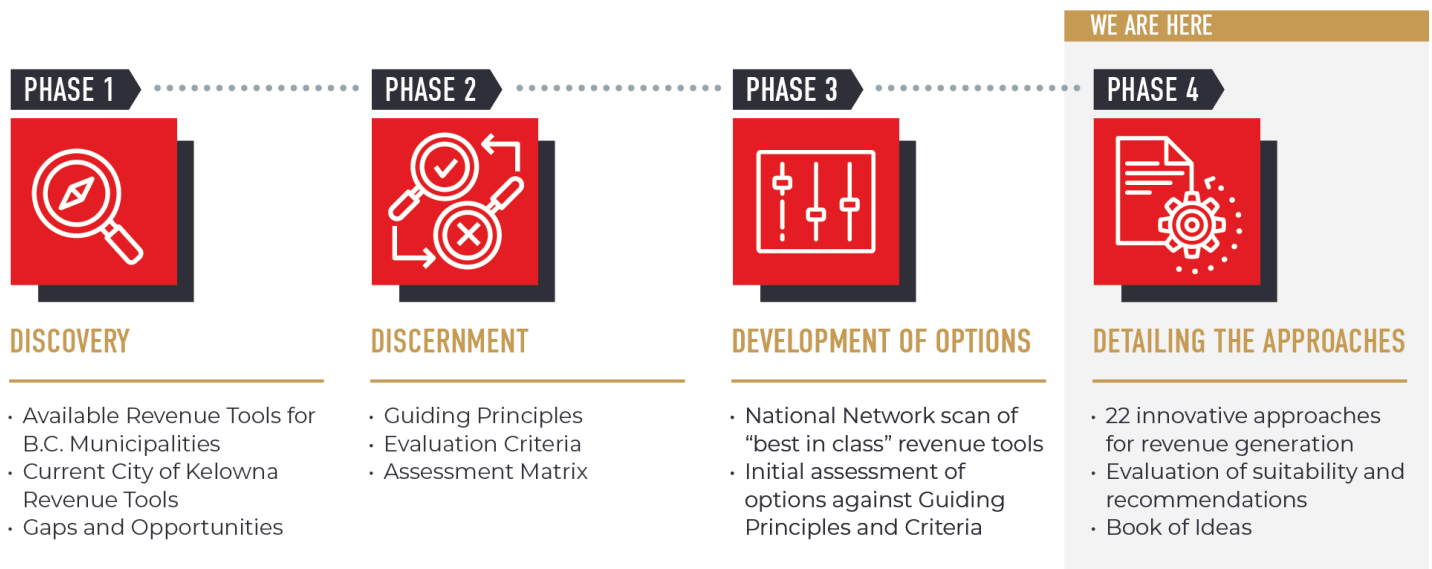 WE ARE HERE
PHASE 1
PHASE 2
PHASE 3
PHASE 4
DISCOVERY
· Available Revenue Tools for
B.C. Municipalities
· Current City of Kelowna
Revenue Tools
· Gaps and Opportunities
DISCERNMENT
· Guiding Principles
· Evaluation Criteria
· Assessment Matrix
DEVELOPMENT OF OPTIONS
· National Network scan of
“best in class” revenue tools
· Initial assessment of
options against Guiding
Principles and Criteria
DETAILING THE APPROACHES
· 22 innovative approaches
for revenue generation
· Evaluation of suitability and
recommendations
· Book of Ideas